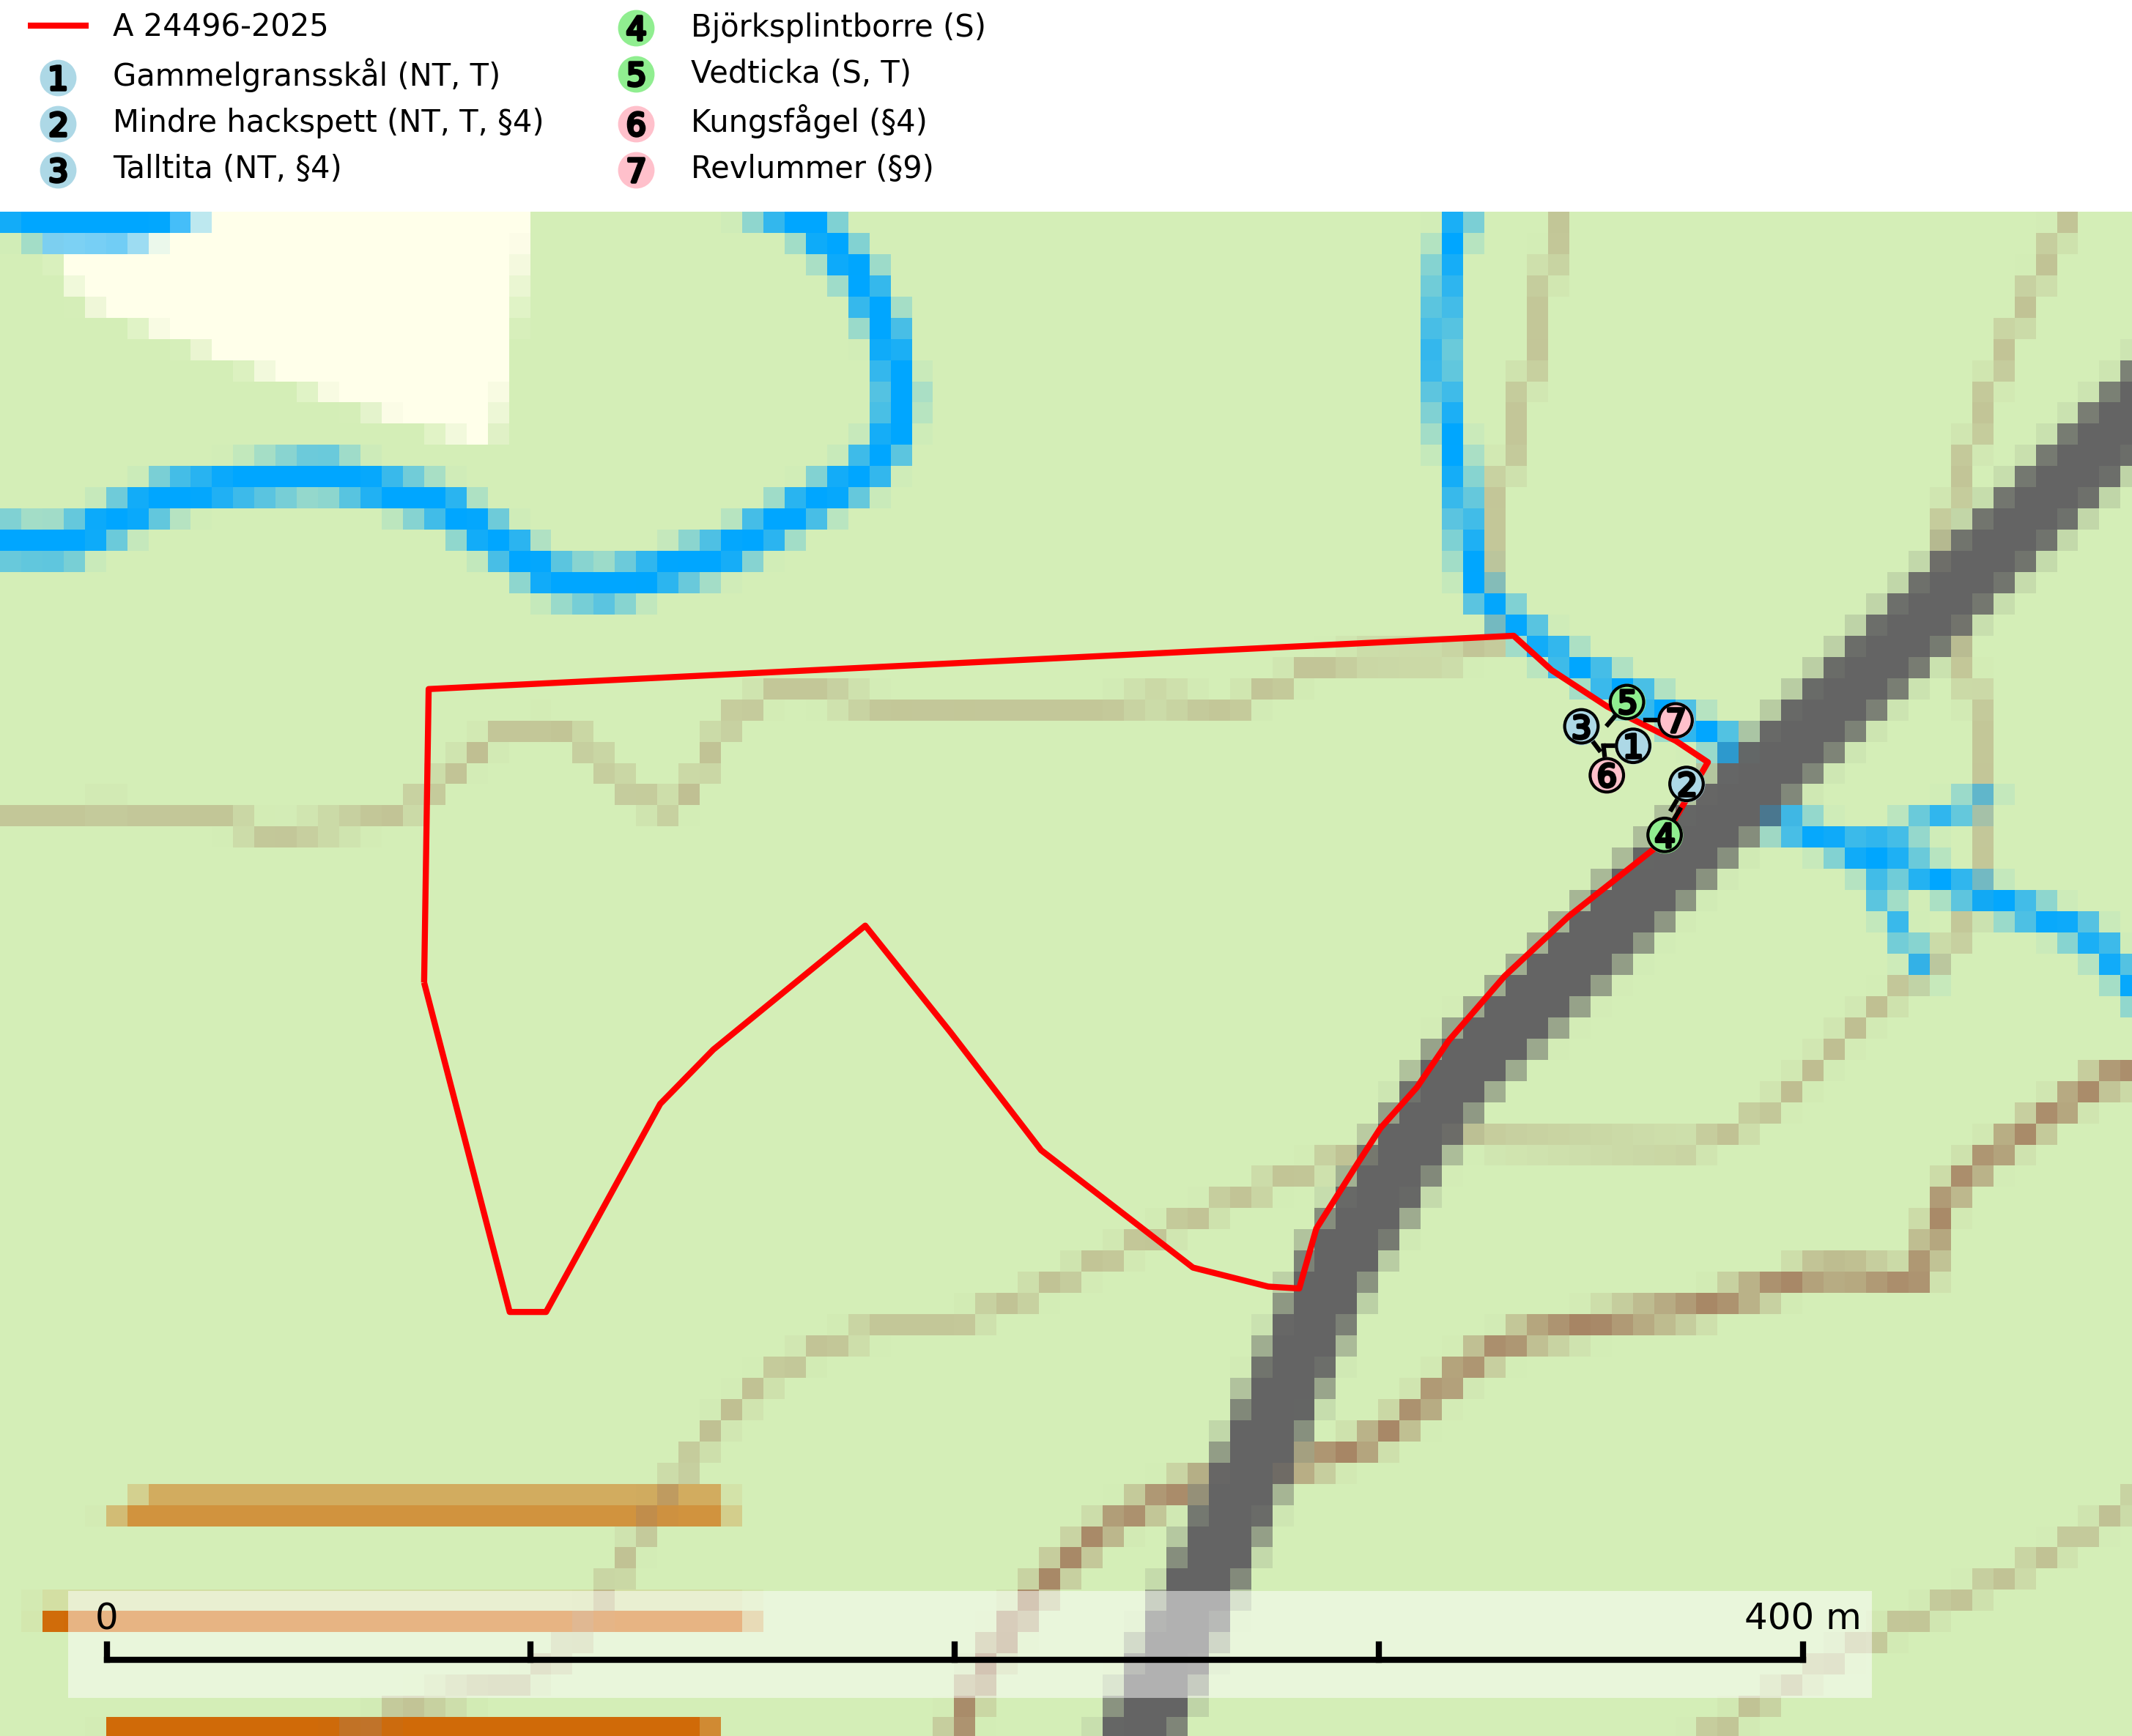 A 24496-2025
1 Gammelgransskål (NT, T)
2 Mindre hackspett (NT, T, §4)
3 Talltita (NT, §4)
4 Björksplintborre (S)
5 Vedticka (S, T)
6 Kungsfågel (§4)
7 Revlummer (§9)
5
3
7
1
6
2
4
0
400 m